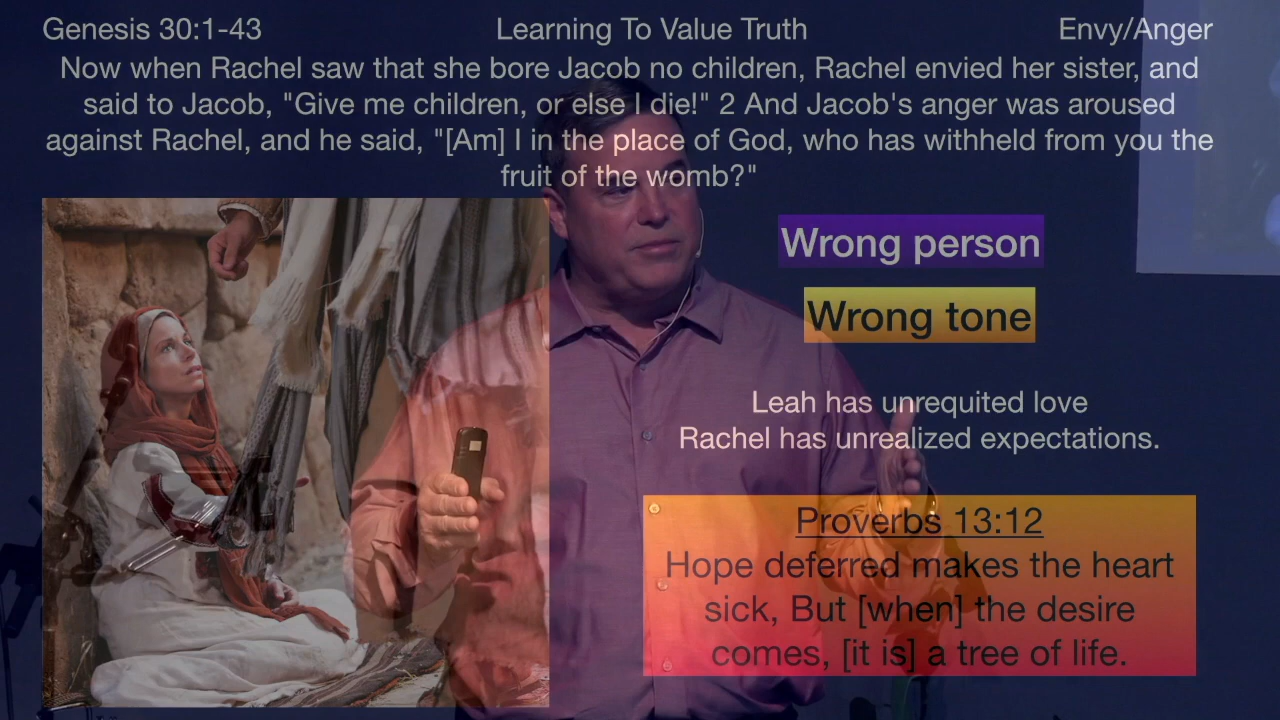 Genesis 30:1-43 Learning To Value Truth Envy/Anger
Now when Rachel saw that she bore Jacob no children, Rachel envied her sister, and
said to Jacob, "Give me children, or else I die!" 2 And Jacob's anger was aroused
against Rachel, and he said, "[Am] I in the place of God, who has withheld from you the
fruit of the womb?"
Wrong person
Wrong tone
Leah has unrequited love
Rachel has unrealized expectations.
Proverbs 13:12
Hope deferred makes the heart
sick, But [when] the desire
comes, [it is] a tree of life.